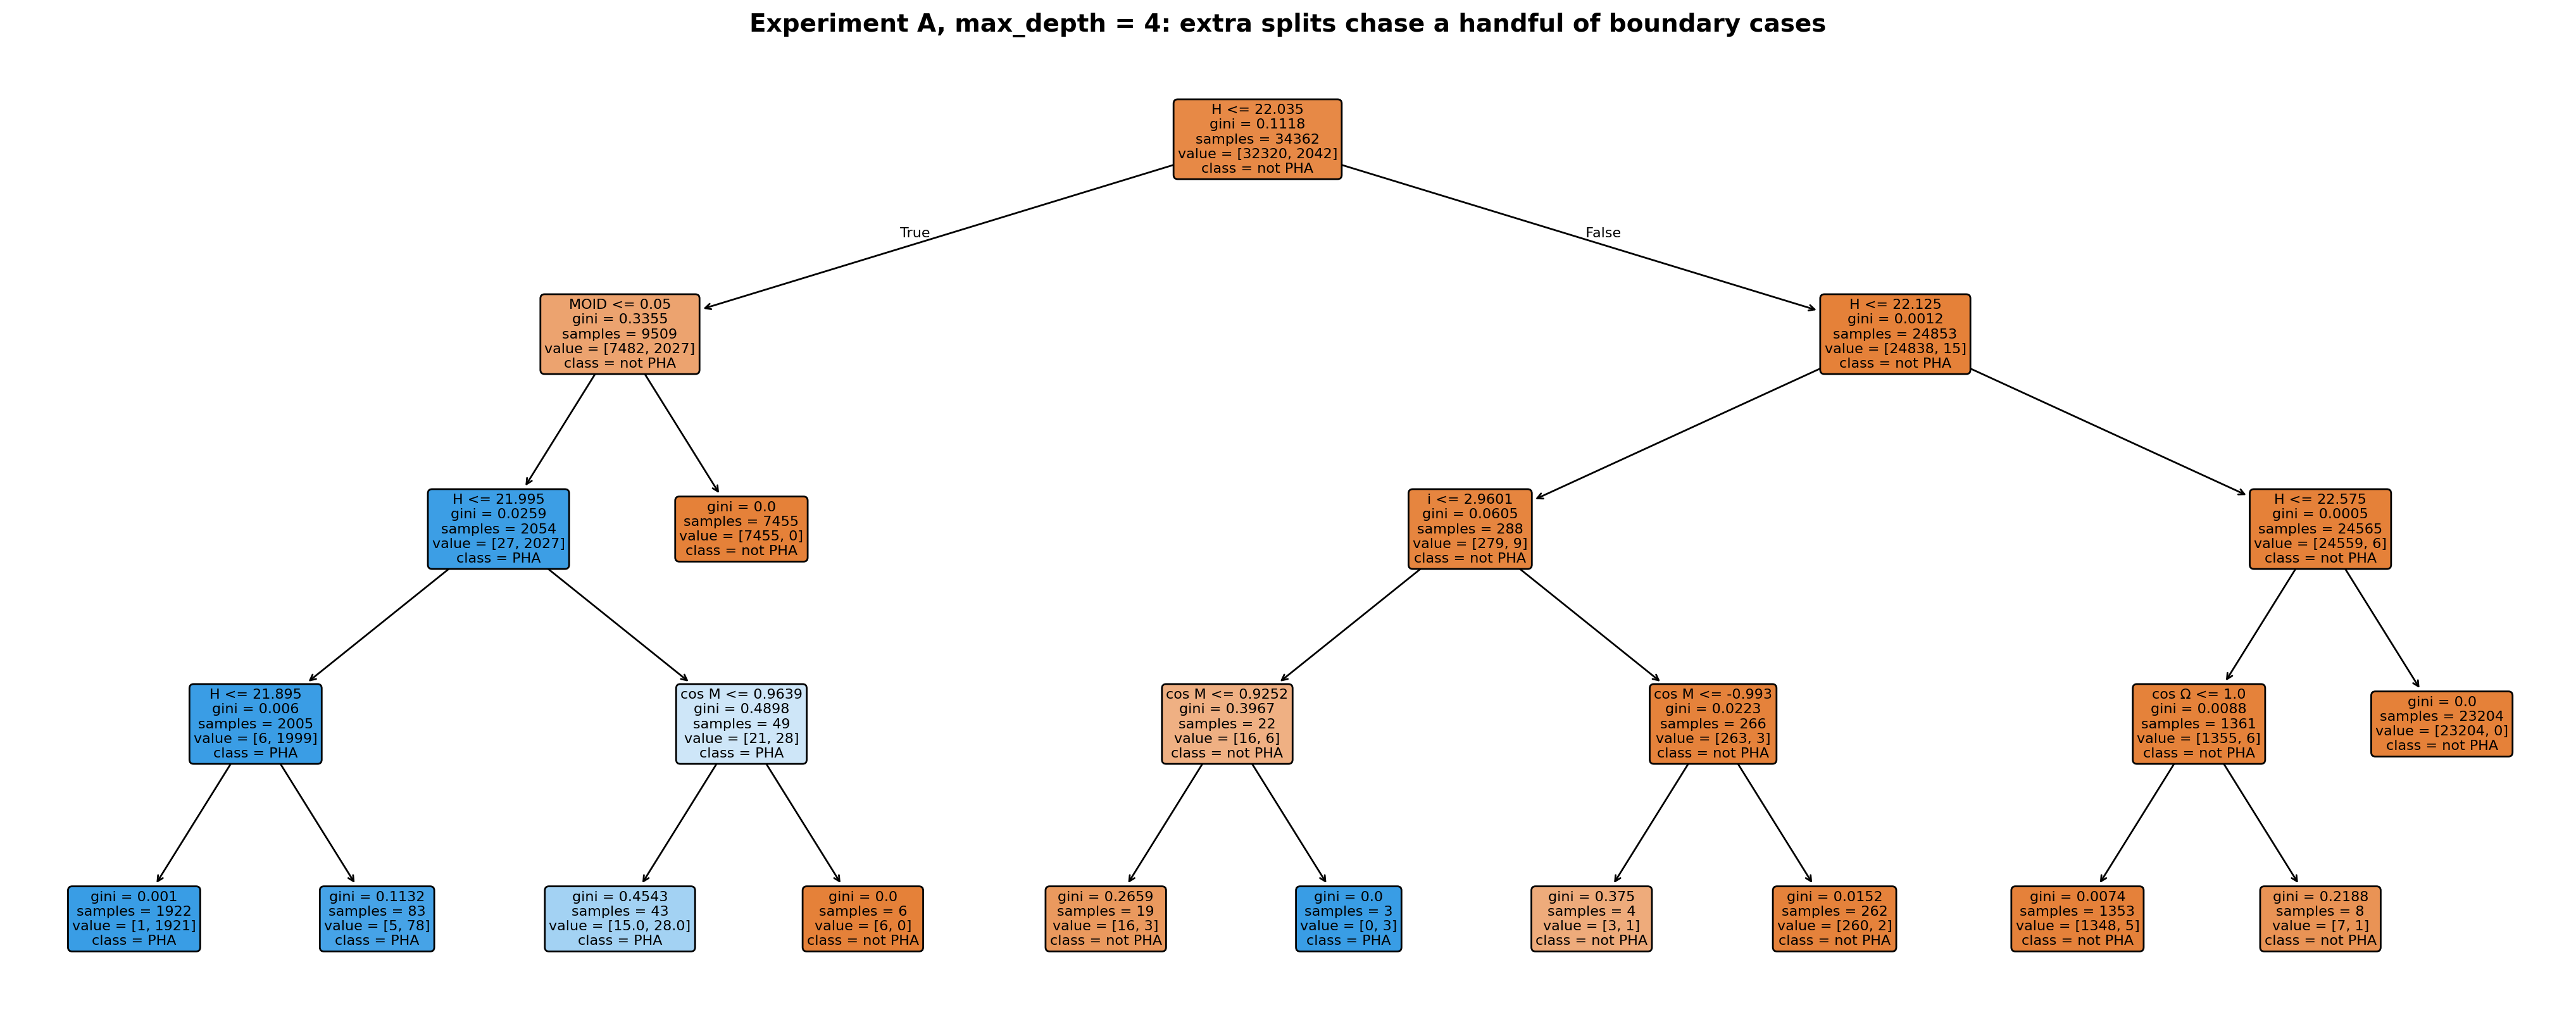 Experiment A, max_depth = 4: extra splits chase a handful of boundary cases
H <= 22.035
gini = 0.1118
samples = 34362
value = [32320, 2042]
class = not PHA
True
False
MOID <= 0.05
gini = 0.3355
samples = 9509
value = [7482, 2027]
class = not PHA
H <= 22.125
gini = 0.0012
samples = 24853
value = [24838, 15]
class = not PHA
H <= 21.995
gini = 0.0259
samples = 2054
value = [27, 2027]
class = PHA
gini = 0.0
samples = 7455
value = [7455, 0]
class = not PHA
i <= 2.9601
gini = 0.0605
samples = 288
value = [279, 9]
class = not PHA
H <= 22.575
gini = 0.0005
samples = 24565
value = [24559, 6]
class = not PHA
H <= 21.895
gini = 0.006
samples = 2005
value = [6, 1999]
class = PHA
cos M <= 0.9639
gini = 0.4898
samples = 49
value = [21, 28]
class = PHA
cos M <= 0.9252
gini = 0.3967
samples = 22
value = [16, 6]
class = not PHA
cos M <= -0.993
gini = 0.0223
samples = 266
value = [263, 3]
class = not PHA
cos Ω <= 1.0
gini = 0.0088
samples = 1361
value = [1355, 6]
class = not PHA
gini = 0.0
samples = 23204
value = [23204, 0]
class = not PHA
gini = 0.001
samples = 1922
value = [1, 1921]
class = PHA
gini = 0.1132
samples = 83
value = [5, 78]
class = PHA
gini = 0.4543
samples = 43
value = [15.0, 28.0]
class = PHA
gini = 0.0
samples = 6
value = [6, 0]
class = not PHA
gini = 0.2659
samples = 19
value = [16, 3]
class = not PHA
gini = 0.0
samples = 3
value = [0, 3]
class = PHA
gini = 0.375
samples = 4
value = [3, 1]
class = not PHA
gini = 0.0152
samples = 262
value = [260, 2]
class = not PHA
gini = 0.0074
samples = 1353
value = [1348, 5]
class = not PHA
gini = 0.2188
samples = 8
value = [7, 1]
class = not PHA